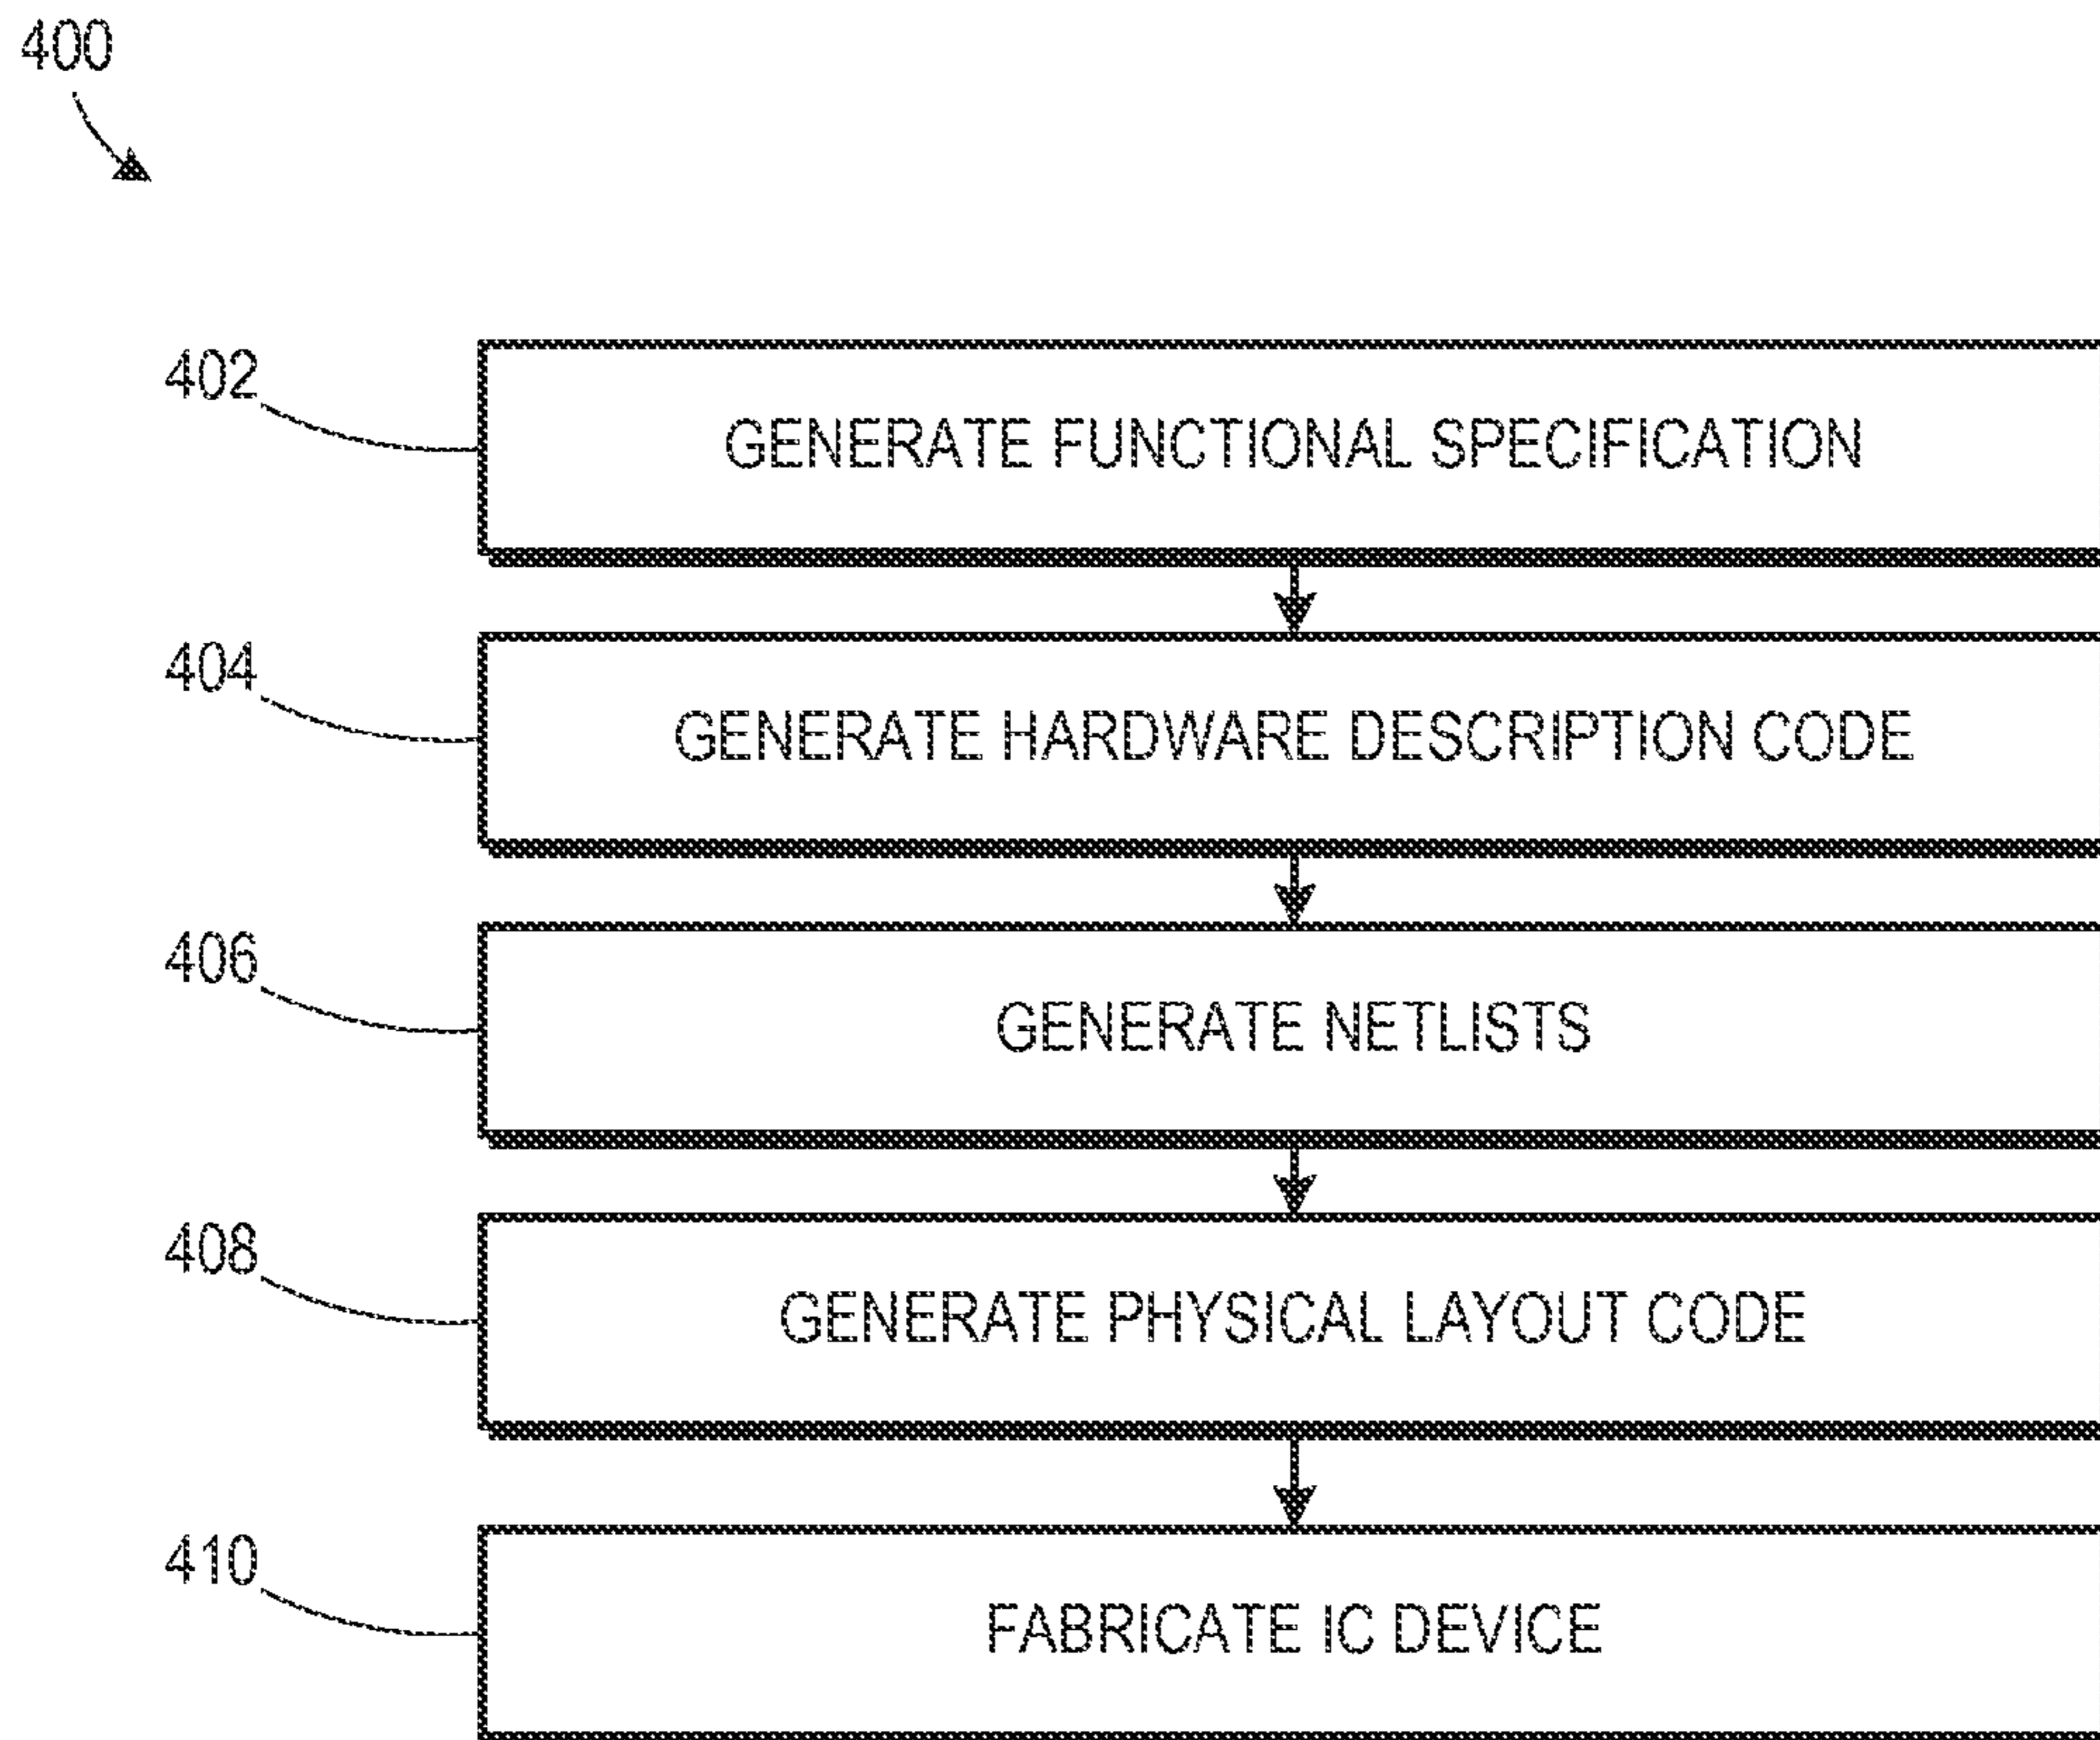 400
402
GENERATE FUNCTIONAL SPECIFICATION
404
GENERATE HARDWARE DESCRIPTION CODE
406
GENERATE NETLISTS
408
GENERATE PHYSICAL LAYOUT CODE
410
FABRICATE IC DEVICE